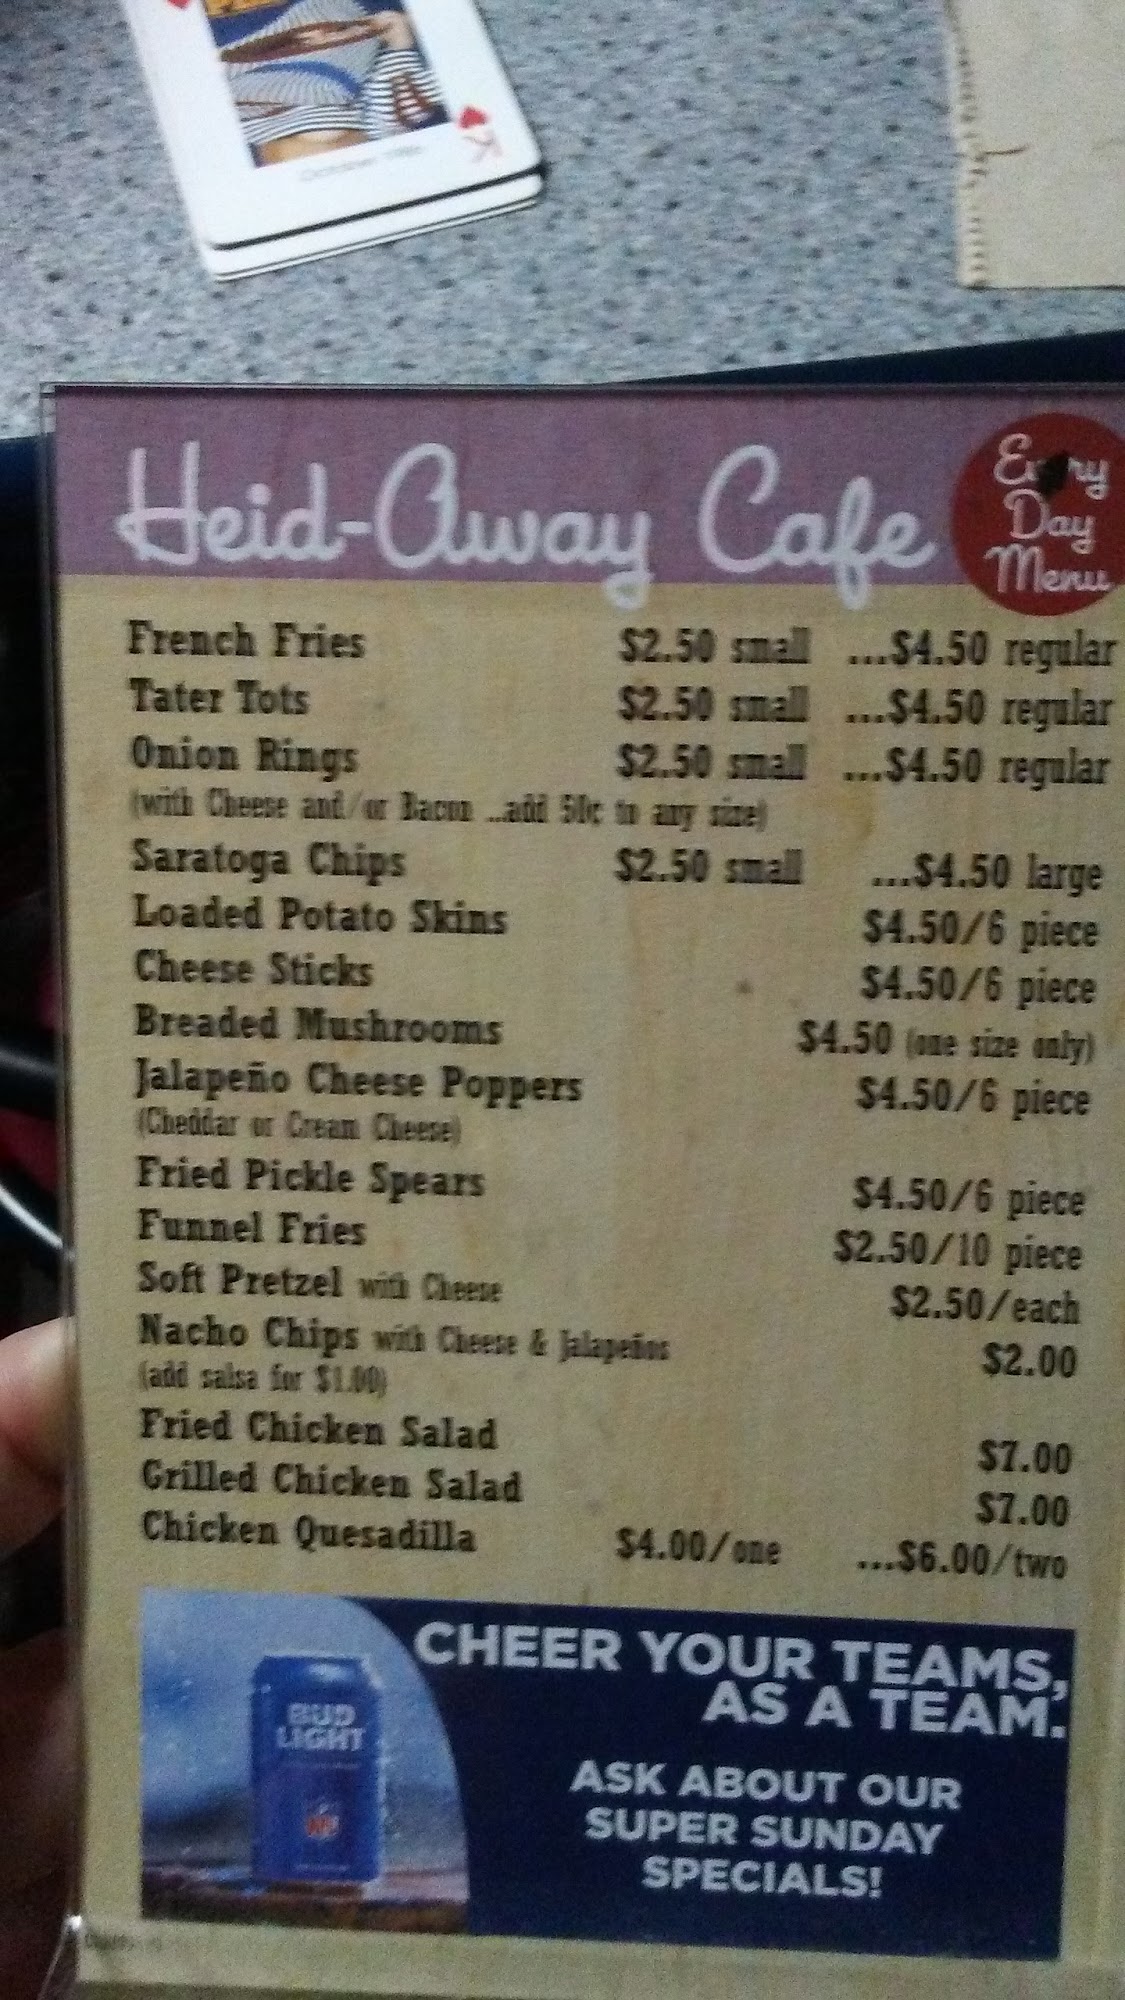 K
Heid-Away Cafe
Every
Day
Menu
French Fries $2.50 small ...$4.50 regular
Tater Tots $2.50 small ...$4.50 regular
Onion Rings $2.50 small ...$4.50 regular
(with Cheese and/or Bacon ...add 50¢ to any size)
Saratoga Chips $2.50 small ...$4.50 large
Loaded Potato Skins $4.50/6 piece
Cheese Sticks $4.50/6 piece
Breaded Mushrooms $4.50 (one size only)
Jalapeño Cheese Poppers $4.50/6 piece
(Cheddar or Cream Cheese)
Fried Pickle Spears $4.50/6 piece
Funnel Fries $2.50/10 piece
Soft Pretzel with Cheese $2.50/each
Nacho Chips with Cheese & Jalapeños $2.00
(add salsa for $1.00)
Fried Chicken Salad $7.00
Grilled Chicken Salad $7.00
Chicken Quesadilla $4.00/one ...$6.00/two
CHEER YOUR TEAMS,
AS A TEAM.
BUD
LIGHT
ASK ABOUT OUR
SUPER SUNDAY
SPECIALS!